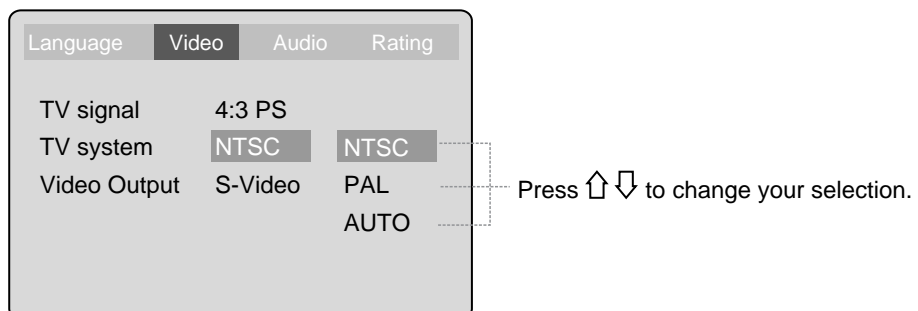 Language Video Audio Rating
TV signal 4:3 PS
TV system NTSC NTSC
Video Output S-Video PAL
AUTO
Press ⇧ ⇩ to change your selection.